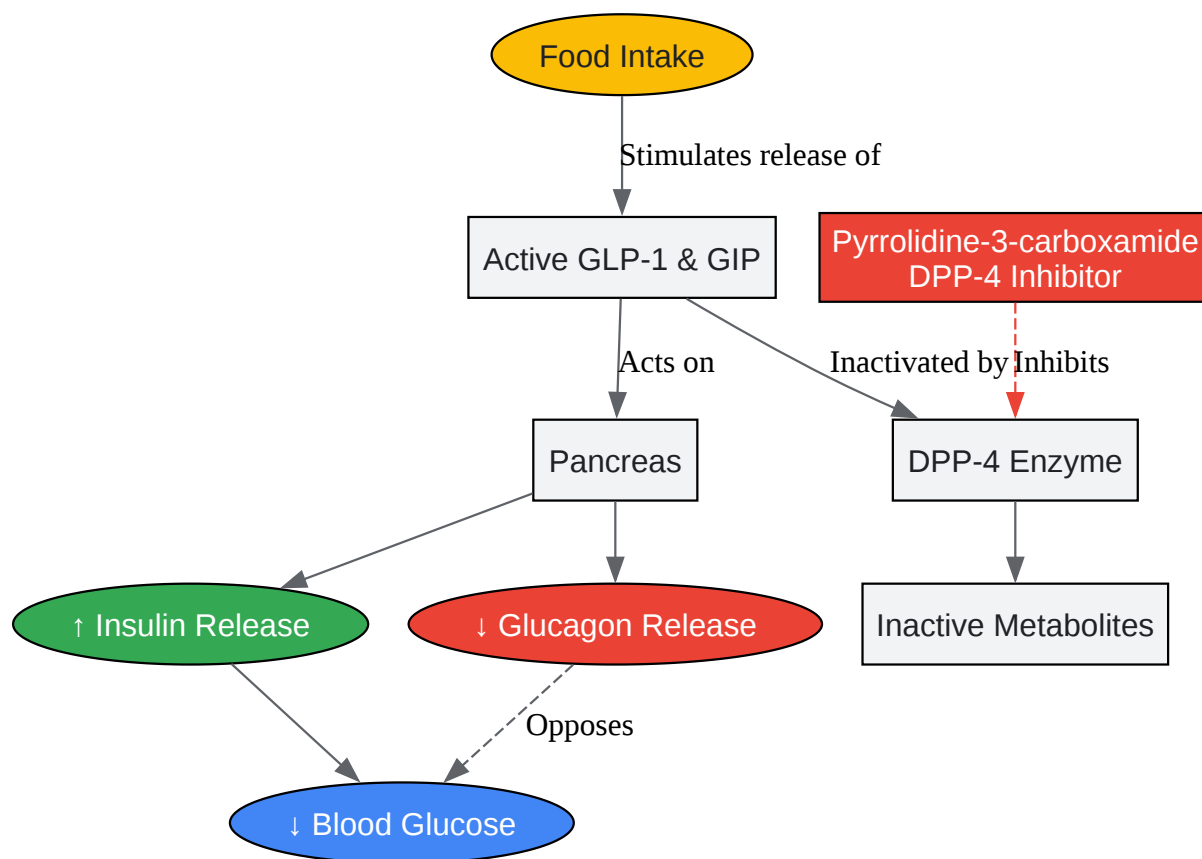 Food Intake
Stimulates release of
Active GLP-1 & GIP
Pyrrolidine-3-carboxamide
DPP-4 Inhibitor
Acts on
Inactivated by
Inhibits
Pancreas
DPP-4 Enzyme
↑ Insulin Release
↓ Glucagon Release
Inactive Metabolites
Opposes
↓ Blood Glucose